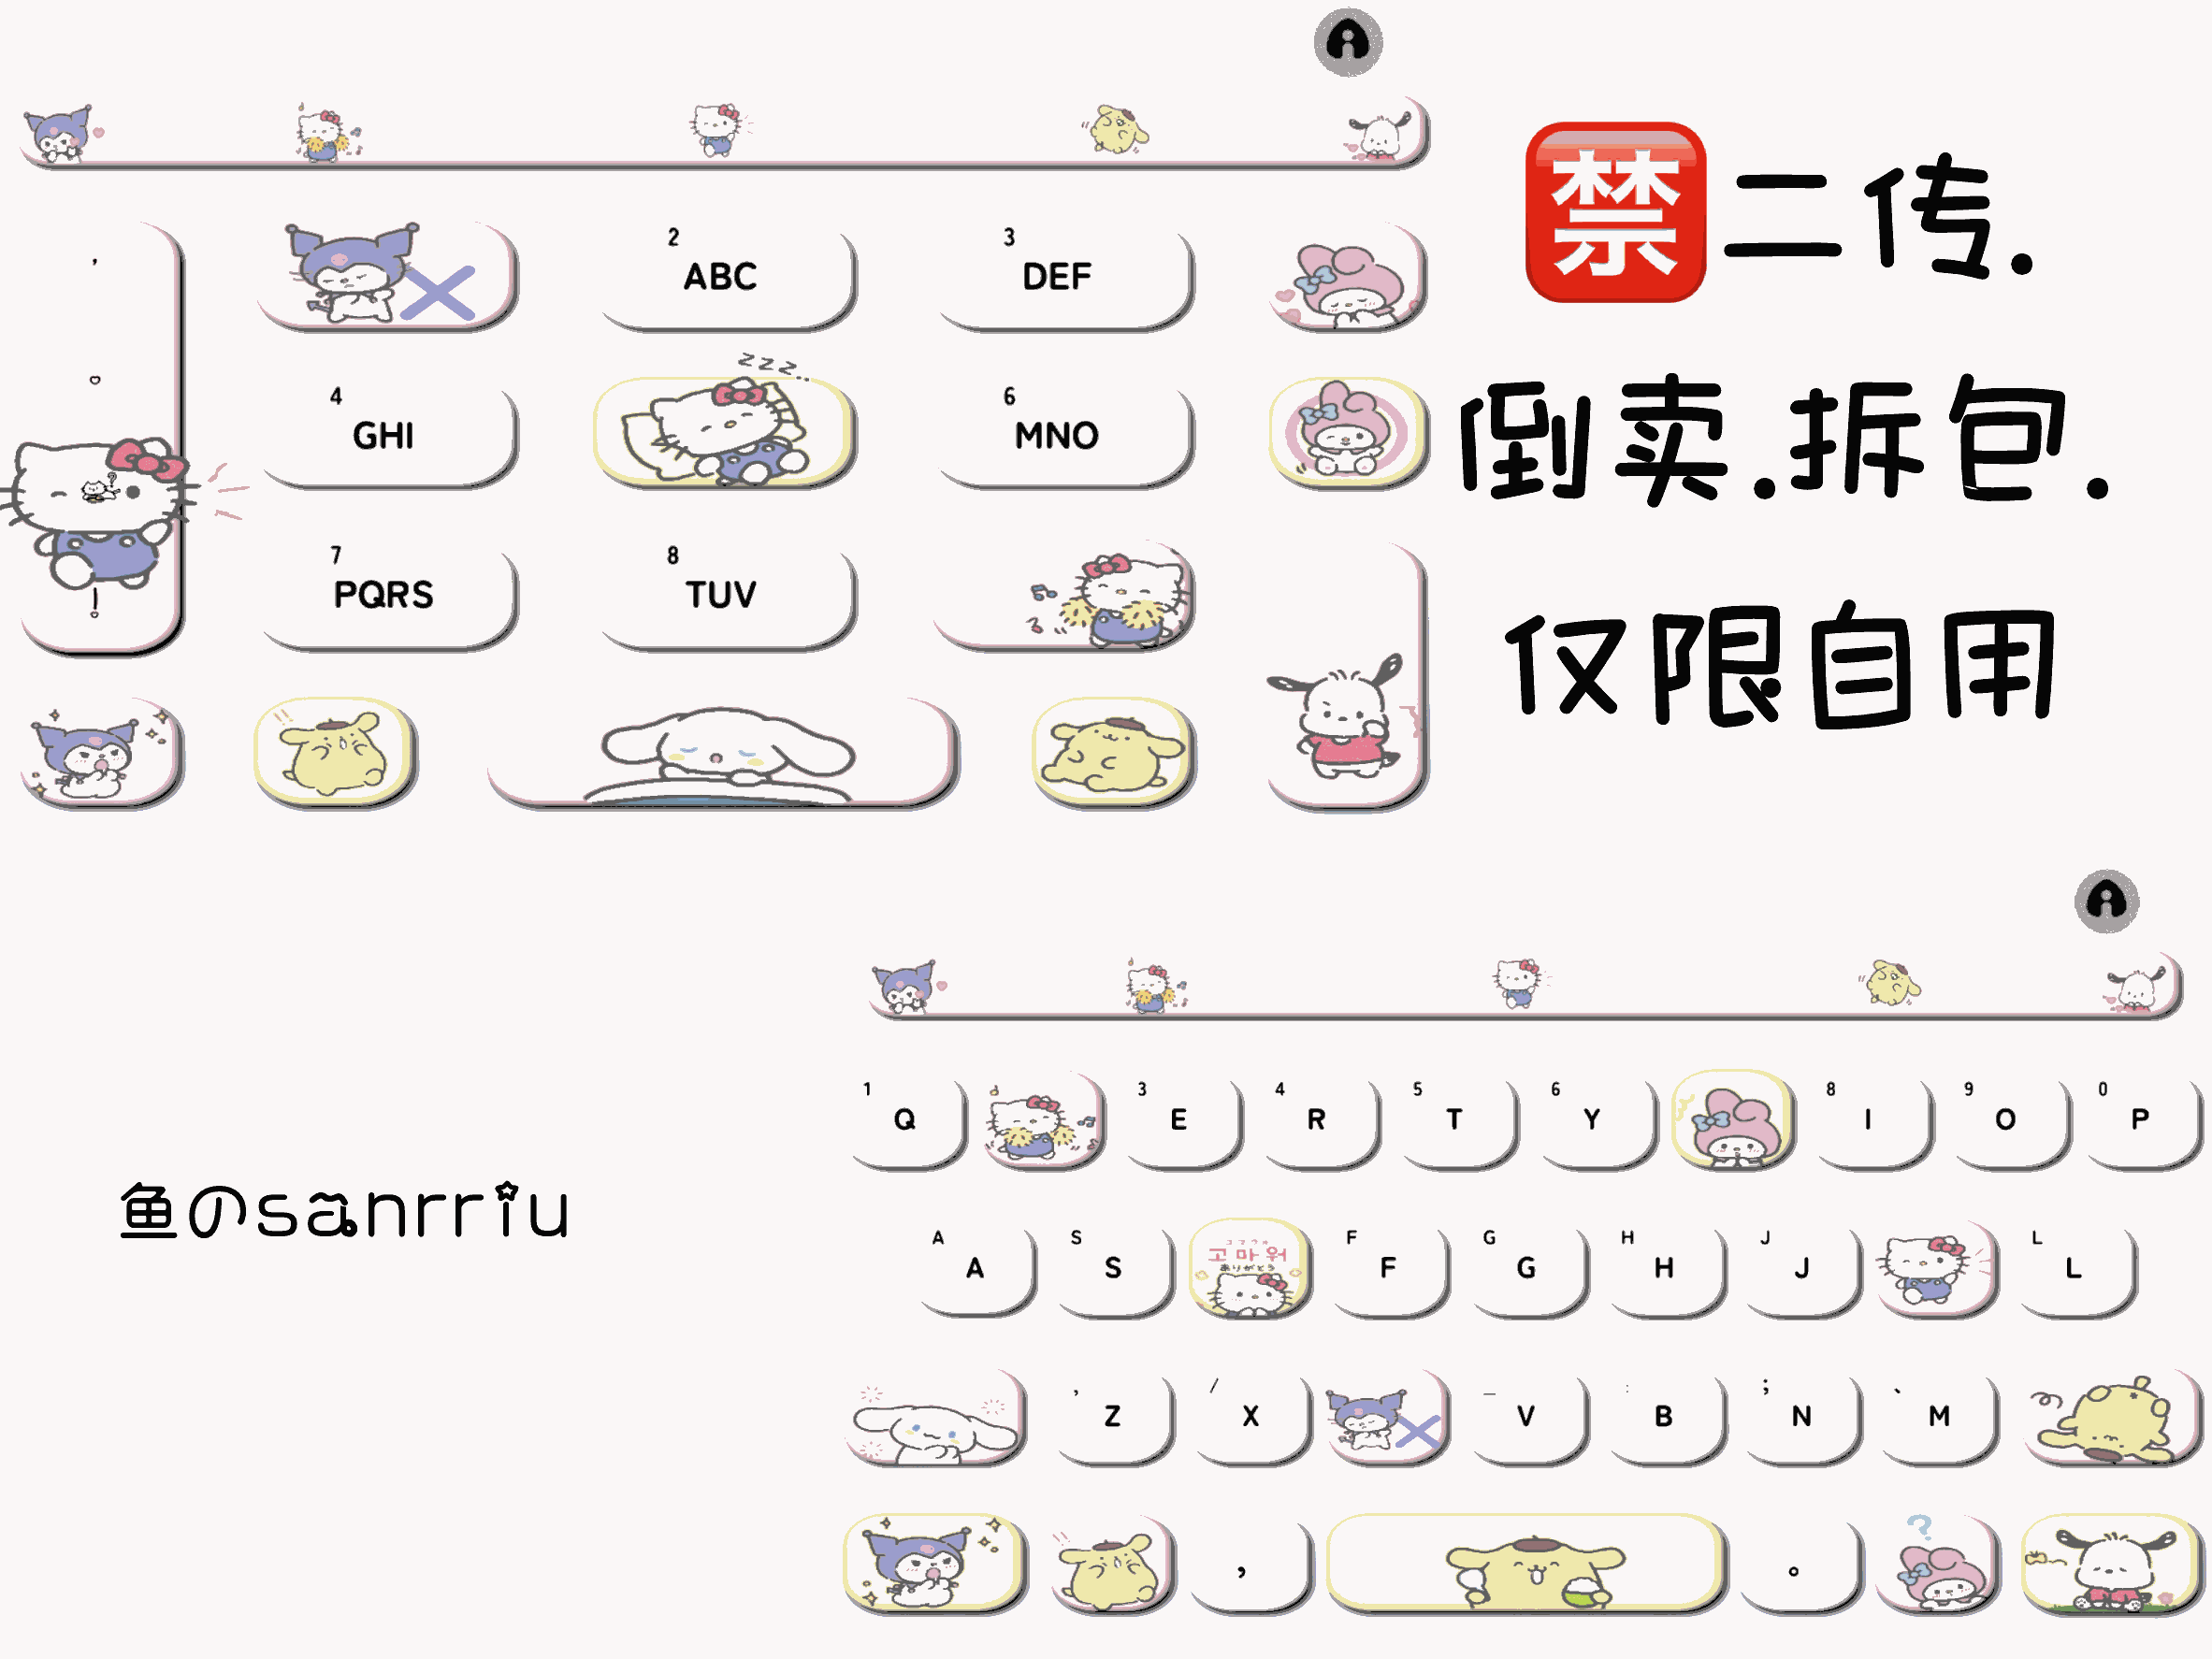 禁二传.
倒卖.拆包.
仅限自用
,
!
2
ABC
3
DEF
4
GHI
zzz..
6
MNO
7
PQRS
8
TUV
鱼のsanrriu
1 3 4 5 6 8 9 0
Q E R T Y I O P
A S F G H J L
A S F G H J L
고마워
ありがとう
, / _ : ; 、
Z X V B N M
, 。
?